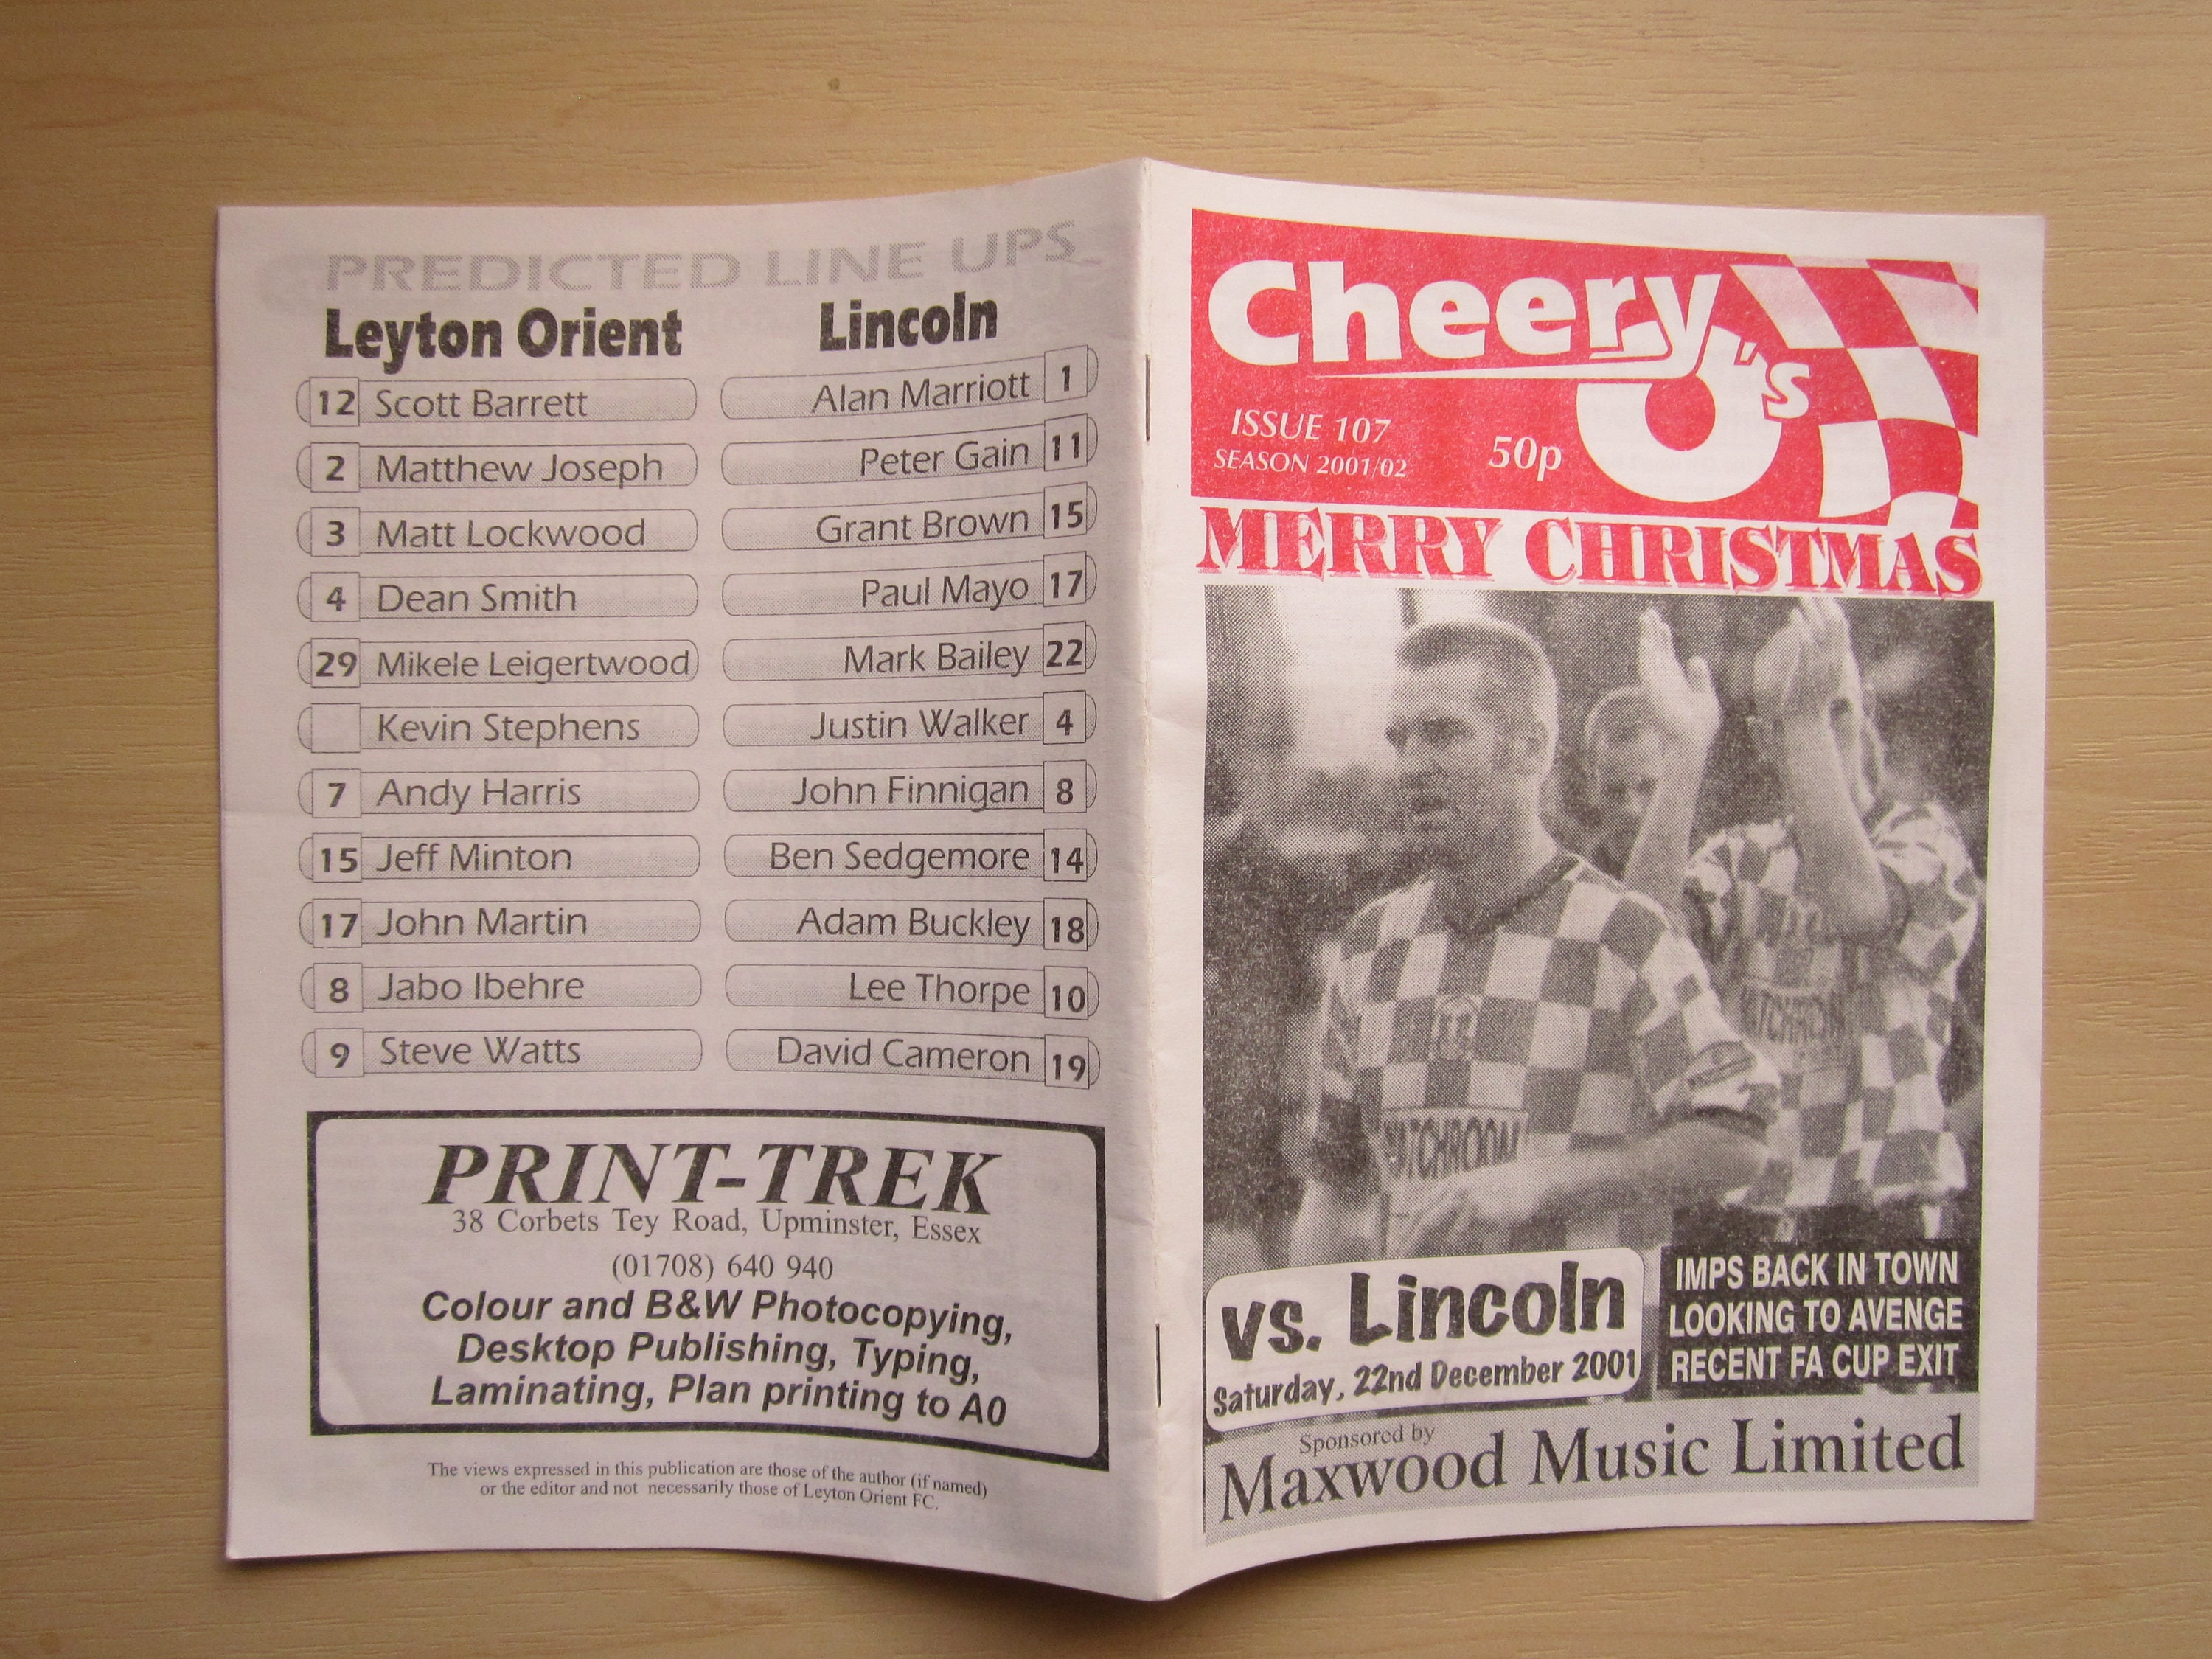 PREDICTED LINE UPS
Leyton Orient
12 Scott Barrett
2 Matthew Joseph
3 Matt Lockwood
4 Dean Smith
29 Mikele Leigertwood
Kevin Stephens
7 Andy Harris
15 Jeff Minton
17 John Martin
8 Jabo Ibehre
9 Steve Watts
Lincoln
Alan Marriott 1
Peter Gain 11
Grant Brown 15
Paul Mayo 17
Mark Bailey 22
Justin Walker 4
John Finnigan 8
Ben Sedgemore 14
Adam Buckley 18
Lee Thorpe 10
David Cameron 19
PRINT-TREK
38 Corbets Tey Road, Upminster, Essex
(01708) 640 940
Colour and B&W Photocopying,
Desktop Publishing, Typing,
Laminating, Plan printing to A0
The views expressed in this publication are those of the author (if named)
or the editor and not necessarily those of Leyton Orient FC.
Cheery
O's
ISSUE 107
SEASON 2001/02
50p
MERRY CHRISTMAS
vs. Lincoln
Saturday, 22nd December 2001
IMPS BACK IN TOWN
LOOKING TO AVENGE
RECENT FA CUP EXIT
Sponsored by
Maxwood Music Limited